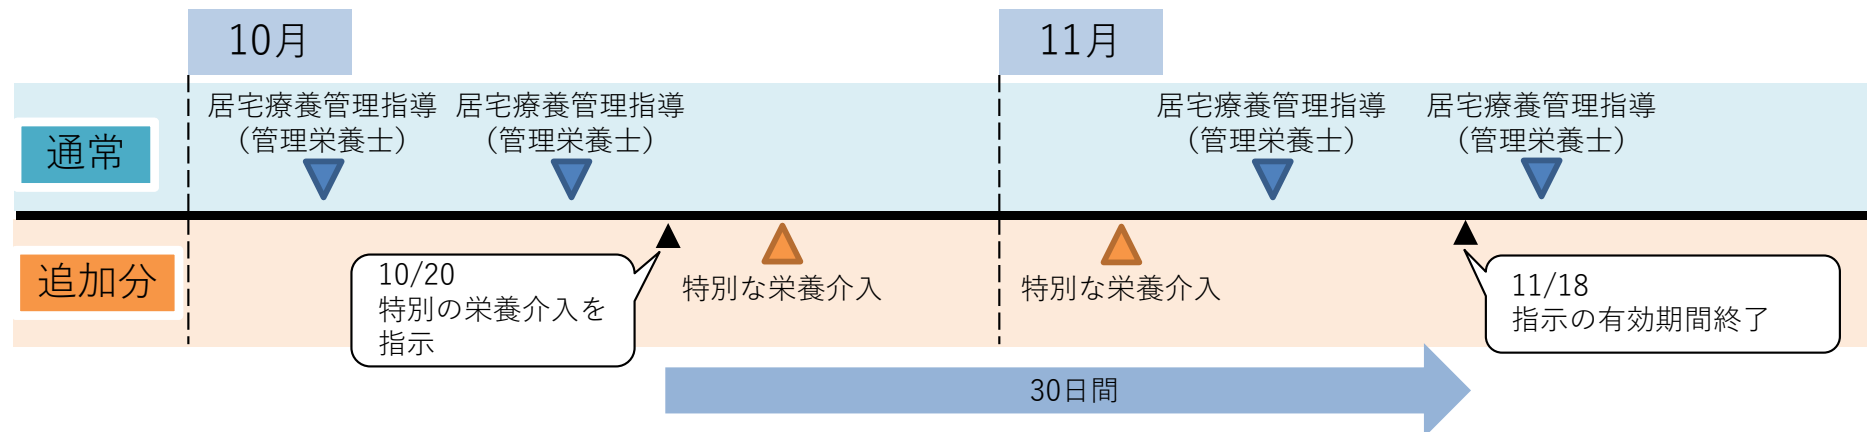 10月
11月
通常
居宅療養管理指導
（管理栄養士）
居宅療養管理指導
（管理栄養士）
居宅療養管理指導
（管理栄養士）
居宅療養管理指導
（管理栄養士）
追加分
10/20
特別の栄養介入を
指示
特別な栄養介入
特別な栄養介入
11/18
指示の有効期間終了
30日間